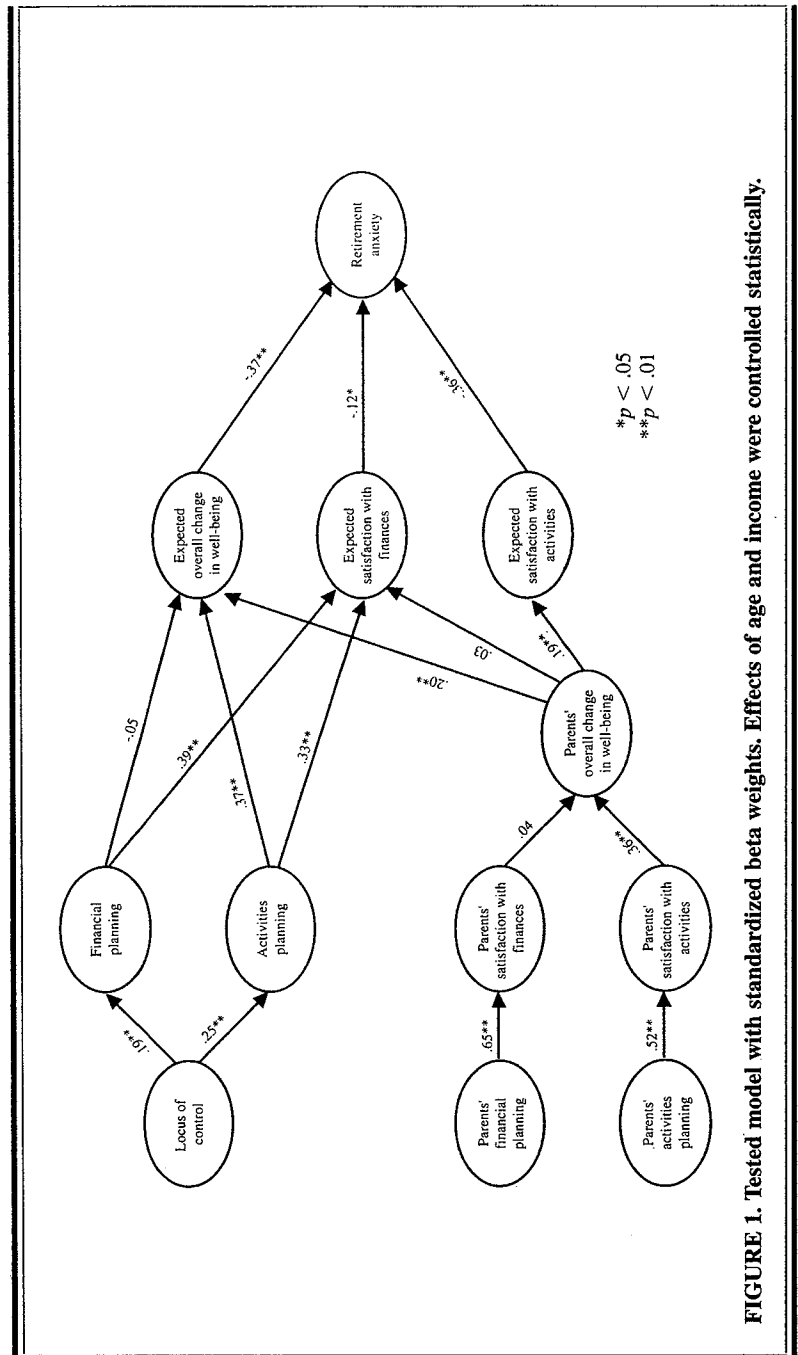 Locus of
control
.19**
.25**
Financial
planning
Activities
planning
-.05
.39**
.37**
.33**
Parents'
financial
planning
.65**
Parents'
satisfaction with
finances
.04
Parents'
activities
planning
.52**
Parents'
satisfaction with
activities
.36**
Parents'
overall change
in well-being
.20**
.03
.19**
Expected
overall change
in well-being
Expected
satisfaction with
finances
Expected
satisfaction with
activities
-.37**
-.12*
-.36**
Retirement
anxiety
*p < .05
**p < .01
FIGURE 1. Tested model with standardized beta weights. Effects of age and income were controlled statistically.